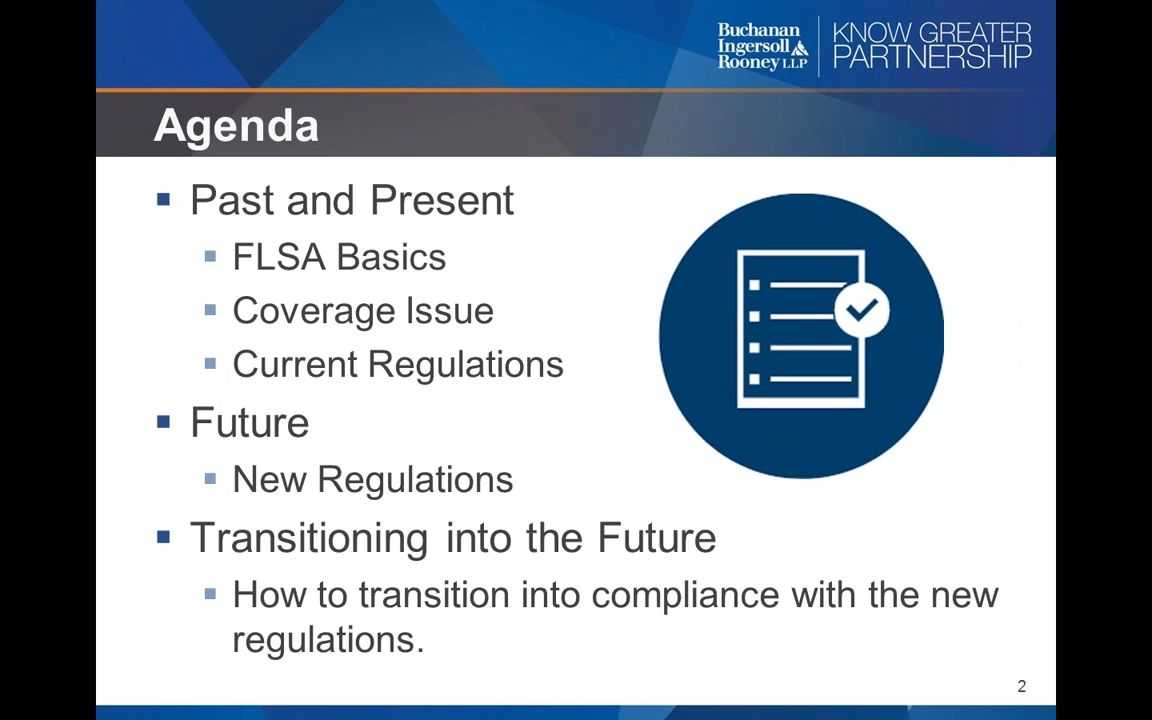 Buchanan
Ingersoll
Rooney LLP
KNOW GREATER
PARTNERSHIP
Agenda
Past and Present
FLSA Basics
Coverage Issue
Current Regulations
Future
New Regulations
Transitioning into the Future
How to transition into compliance with the new
regulations.
2